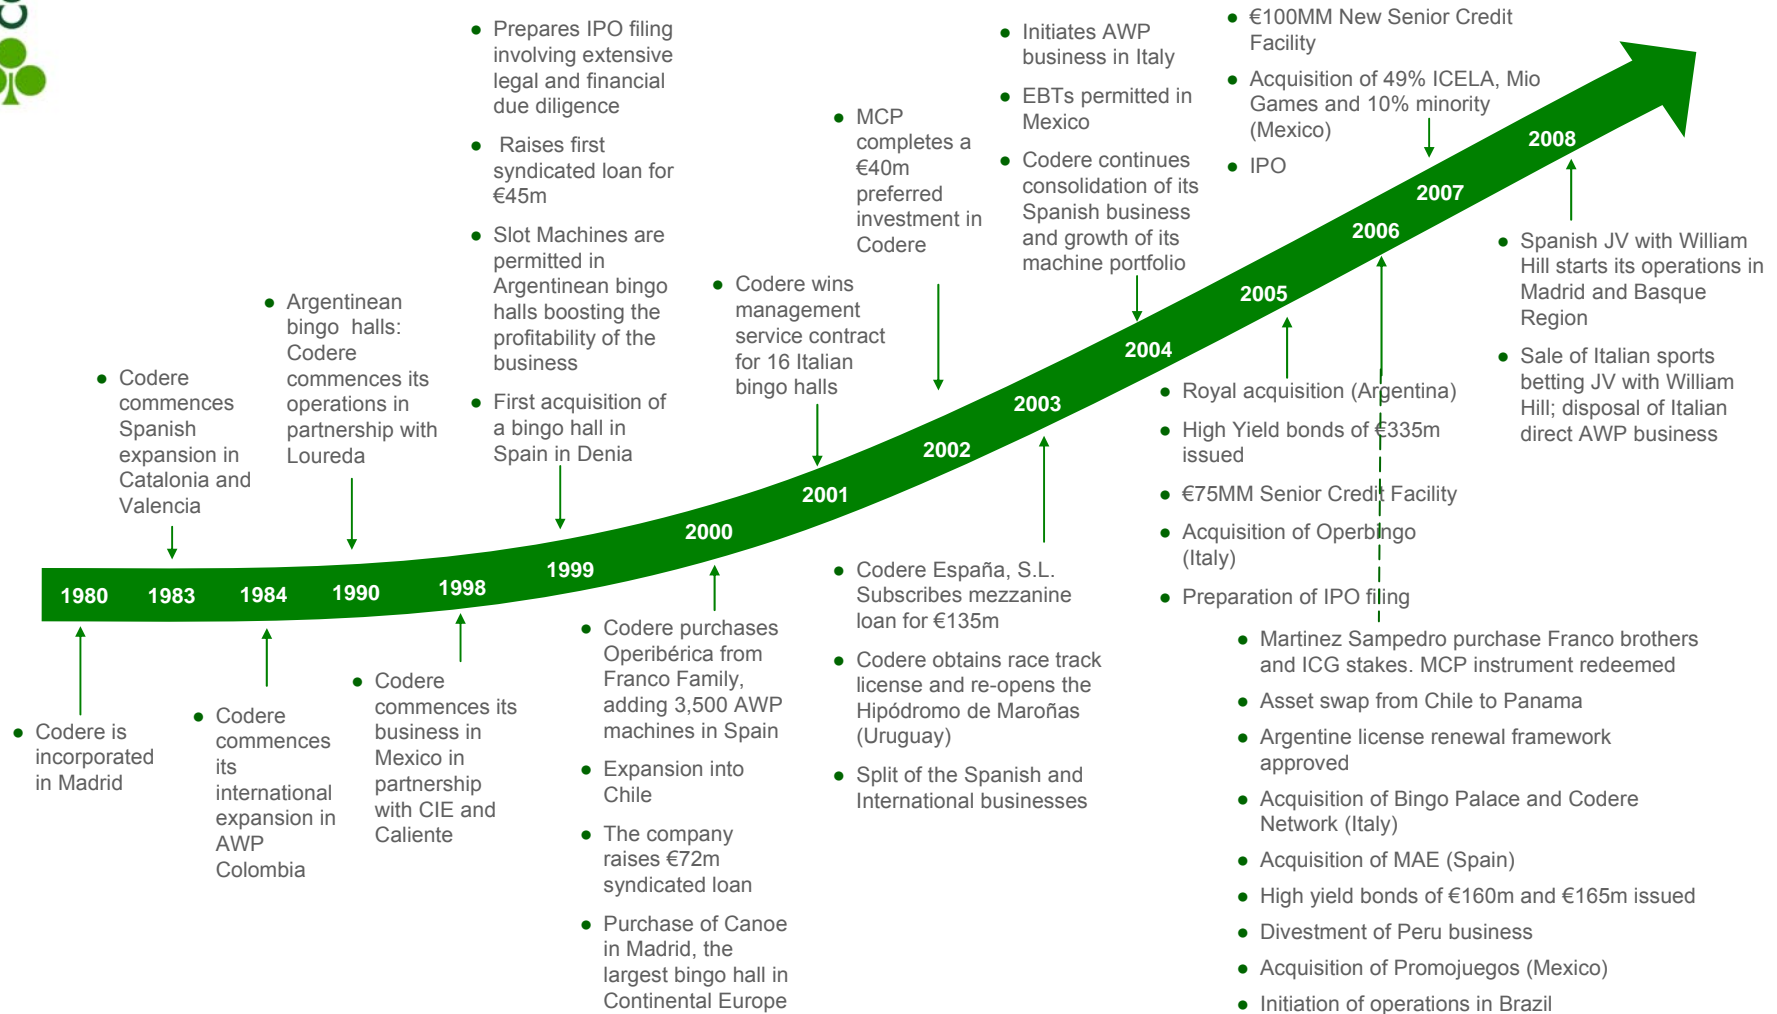 CO
● Prepares IPO filing
involving extensive
legal and financial
due diligence
● Raises first
syndicated loan for
€45m
● Slot Machines are
permitted in
Argentinean bingo
halls boosting the
profitability of the
business
● First acquisition of
a bingo hall in
Spain in Denia
● Initiates AWP
business in Italy
● EBTs permitted in
Mexico
● Codere continues
consolidation of its
Spanish business
and growth of its
machine portfolio
● €100MM New Senior Credit
Facility
● Acquisition of 49% ICELA, Mio
Games and 10% minority
(Mexico)
● IPO
● MCP
completes a
€40m
preferred
investment in
Codere
● Codere wins
management
service contract
for 16 Italian
bingo halls
● Argentinean
bingo halls:
Codere
commences its
operations in
partnership with
Loureda
● Codere
commences
Spanish
expansion in
Catalonia and
Valencia
1980
1983
1984
1990
1998
1999
2000
2001
2002
2003
2004
2005
2006
2007
2008
● Codere is
incorporated
in Madrid
● Codere
commences
its
international
expansion in
AWP
Colombia
● Codere
commences its
business in
Mexico in
partnership
with CIE and
Caliente
● Codere purchases
Operibérica from
Franco Family,
adding 3,500 AWP
machines in Spain
● Expansion into
Chile
● The company
raises €72m
syndicated loan
● Purchase of Canoe
in Madrid, the
largest bingo hall in
Continental Europe
● Codere España, S.L.
Subscribes mezzanine
loan for €135m
● Codere obtains race track
license and re-opens the
Hipódromo de Maroñas
(Uruguay)
● Split of the Spanish and
International businesses
● Royal acquisition (Argentina)
● High Yield bonds of €335m
issued
● €75MM Senior Credit Facility
● Acquisition of Operbingo
(Italy)
● Preparation of IPO filing
● Martinez Sampedro purchase Franco brothers
and ICG stakes. MCP instrument redeemed
● Asset swap from Chile to Panama
● Argentine license renewal framework
approved
● Acquisition of Bingo Palace and Codere
Network (Italy)
● Acquisition of MAE (Spain)
● High yield bonds of €160m and €165m issued
● Divestment of Peru business
● Acquisition of Promojuegos (Mexico)
● Initiation of operations in Brazil
● Spanish JV with William
Hill starts its operations in
Madrid and Basque
Region
● Sale of Italian sports
betting JV with William
Hill; disposal of Italian
direct AWP business